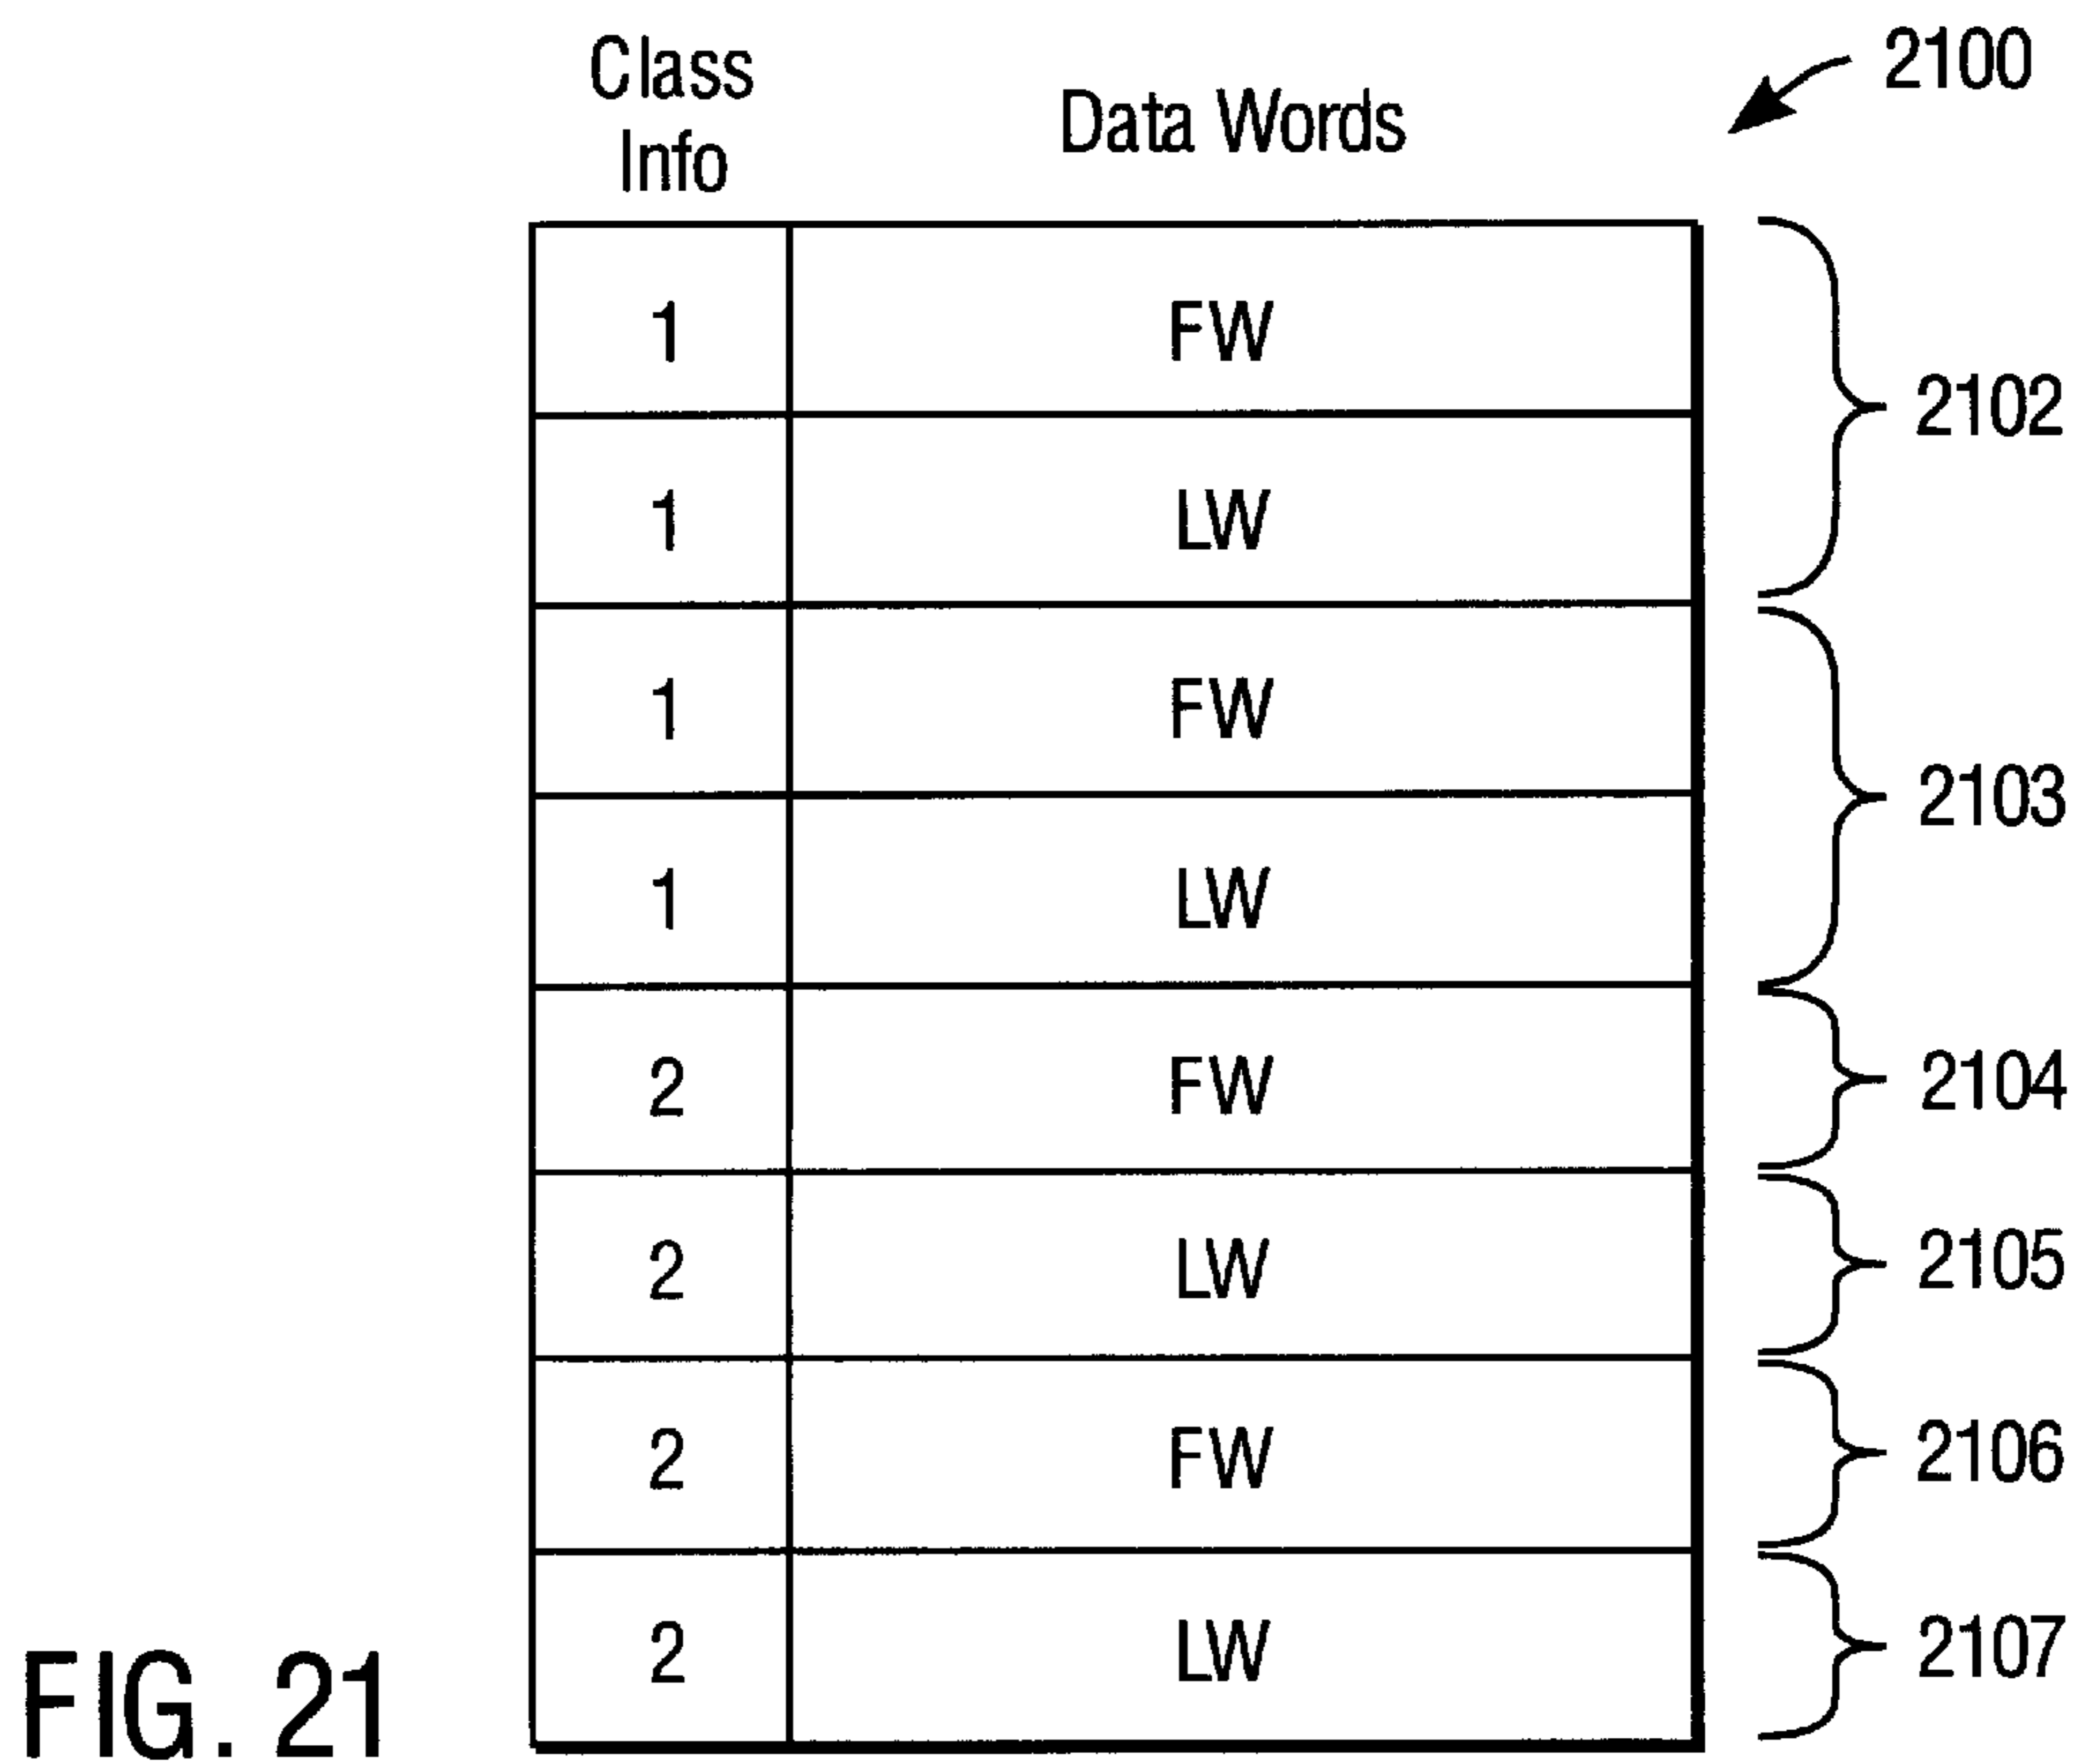 Class
Info
Data Words
2100
1 FW
2102
1 LW
1 FW
2103
1 LW
2 FW 2104
2 LW 2105
2 FW 2106
2 LW 2107
FIG. 21